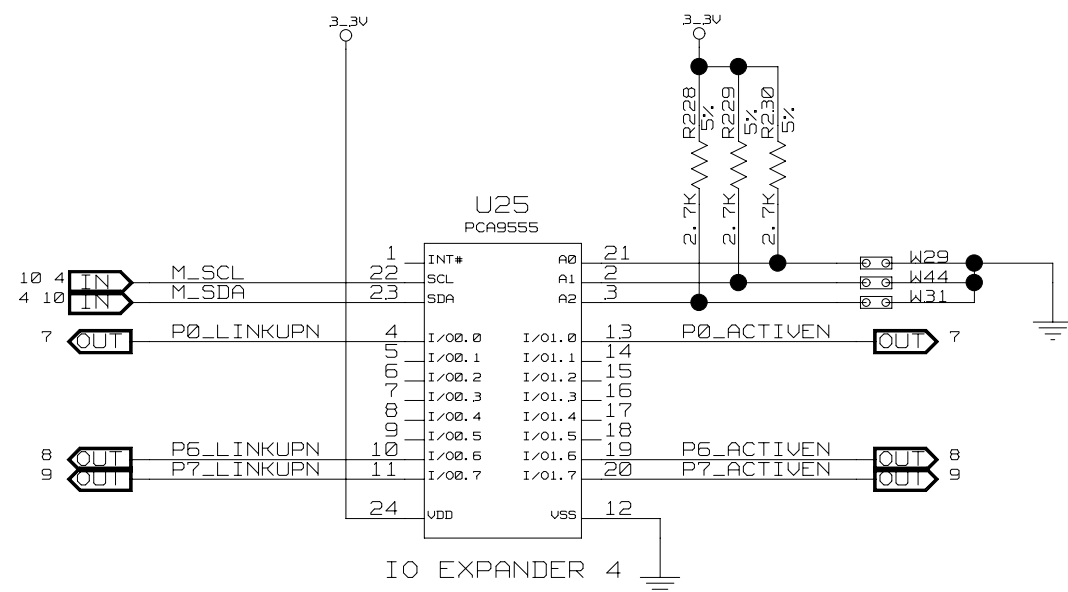 3_3V
3_3V
R228
5%
2.7K
R229
5%
2.7K
R230
5%
2.7K
U25
PCA9555
1 INT# A0 21 W29
10 4 IN M_SCL 22 SCL A1 2 W44
4 10 IN M_SDA 23 SDA A2 3 W31
7 OUT P0_LINKUPN 4 I/O0.0 I/O1.0 13 P0_ACTIVEN OUT 7
5 I/O0.1 I/O1.1 14
6 I/O0.2 I/O1.2 15
7 I/O0.3 I/O1.3 16
8 I/O0.4 I/O1.4 17
9 I/O0.5 I/O1.5 18
8 OUT P6_LINKUPN 10 I/O0.6 I/O1.6 19 P6_ACTIVEN OUT 8
9 OUT P7_LINKUPN 11 I/O0.7 I/O1.7 20 P7_ACTIVEN OUT 9
24 VDD VSS 12
IO EXPANDER 4